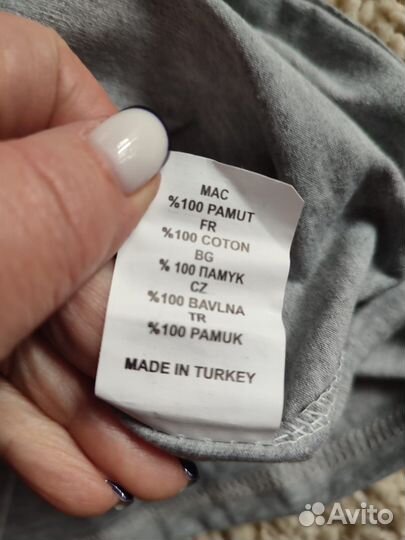 MAC
%100 PAMUT
FR
%100 COTON
BG
% 100 ПАМУК
CZ
%100 BAVLNA
TR
%100 PAMUK
MADE IN TURKEY
Avito